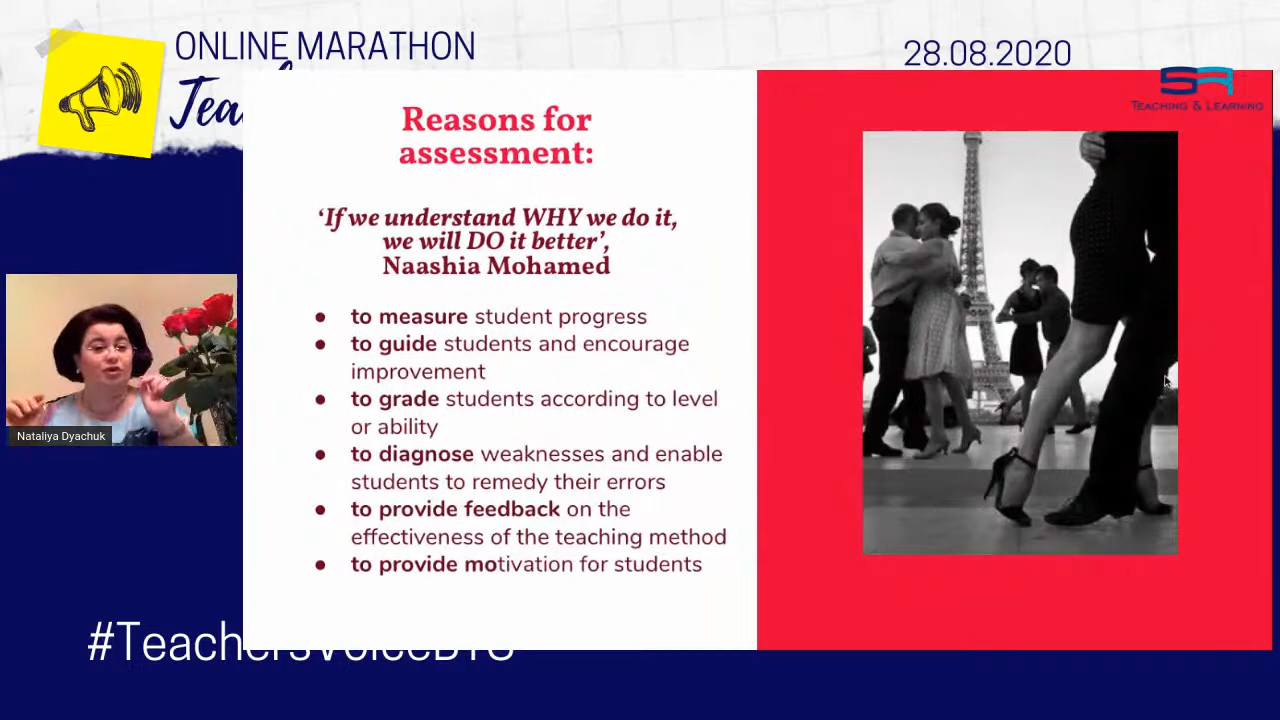 ONLINE MARATHON
28.08.2020
TEACHING & LEARNING
Reasons for
assessment:
‘If we understand WHY we do it,
we will DO it better’,
Naashia Mohamed
● to measure student progress
● to guide students and encourage
improvement
● to grade students according to level
or ability
● to diagnose weaknesses and enable
students to remedy their errors
● to provide feedback on the
effectiveness of the teaching method
● to provide motivation for students
Nataliya Dyachuk